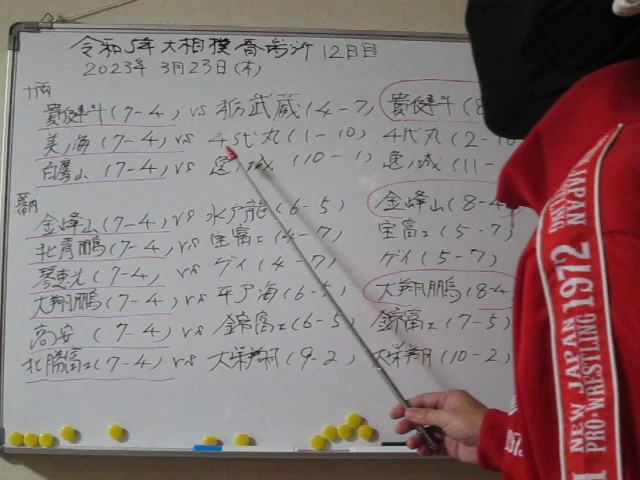 令和5年 大相撲春場所 12日目
2023年 3月23日(木)
十両
貴健斗(7-4) vs 栃武蔵(4-7) 貴健斗(8
美ノ海(7-4) vs 千代丸(1-10) 千代丸(2-10
白鷹山(7-4) vs 逸ノ城(10-1) 逸ノ城(11-
幕内
金峰山(7-4) vs 水戸龍(6-5) 金峰山(8-4
北青鵬(7-4) vs 宝富士(4-7) 宝富士(5-7)
琴恵光(7-4) vs (4-7) (5-7)
大翔鵬(7-4) vs 平戸海(6-5) 大翔鵬(8-4
高安(7-4) vs 錦富士(6-5) 錦富士(7-5)
北勝富士(7-4) vs 大栄翔(9-2) 大栄翔(10-2)
NEW JAPAN 1972
PRO-WRESTLING